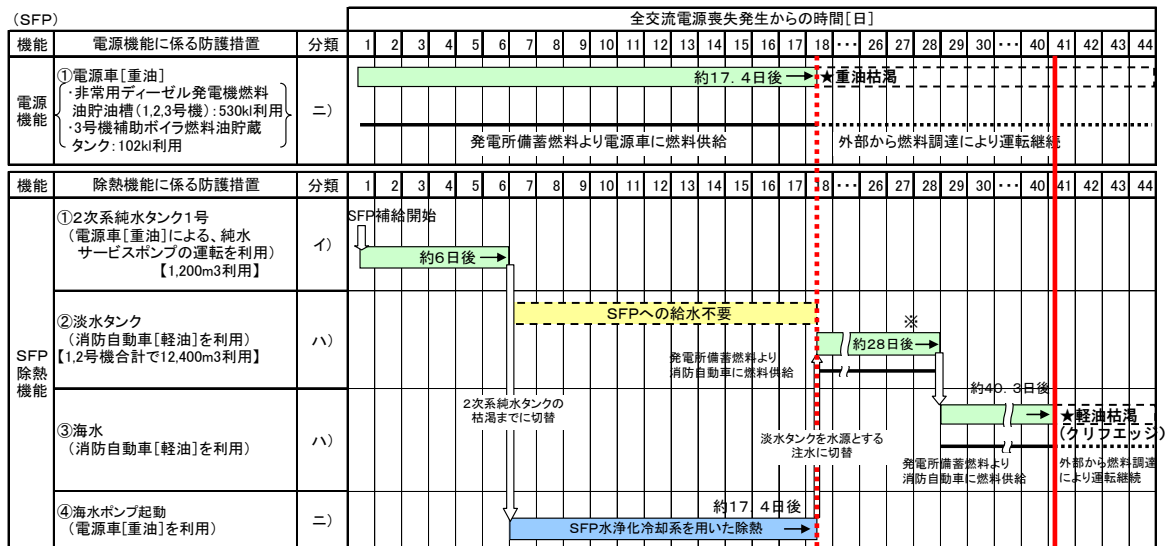 (SFP)
全交流電源喪失発生からの時間[日]
機能 電源機能に係る防護措置 分類 1 2 3 4 5 6 7 8 9 10 11 12 13 14 15 16 17 18 ･･･ 26 27 28 29 30 ･･･ 40 41 42 43 44
電源機能
①電源車[重油]
・非常用ディーゼル発電機燃料
油貯油槽(1,2,3号機):530kl利用
・3号機補助ボイラ燃料油貯蔵
タンク:102kl利用
ニ)
約17.4日後→
★重油枯渇
発電所備蓄燃料より電源車に燃料供給
外部から燃料調達により運転継続
機能 除熱機能に係る防護措置 分類 1 2 3 4 5 6 7 8 9 10 11 12 13 14 15 16 17 18 ･･･ 26 27 28 29 30 ･･･ 40 41 42 43 44
SFP
除熱
機能
①2次系純水タンク1号
(電源車[重油]による、純水
サービスポンプの運転を利用)
【1,200m3利用】
イ)
SFP補給開始
約6日後→
②淡水タンク
(消防自動車[軽油]を利用)
【1,2号機合計で12,400m3利用】
ハ)
SFPへの給水不要
※
約28日後→
発電所備蓄燃料より
消防自動車に燃料供給
③海水
(消防自動車[軽油]を利用)
ハ)
2次系純水タンクの
枯渇までに切替
淡水タンクを水源とする
注水に切替
約40.3日後
→
★軽油枯渇
(クリフエッジ)
発電所備蓄燃料より
消防自動車に燃料供給
外部から燃料調達
により運転継続
④海水ポンプ起動
(電源車[重油]を利用)
ニ)
約17.4日後
SFP水浄化冷却系を用いた除熱 →